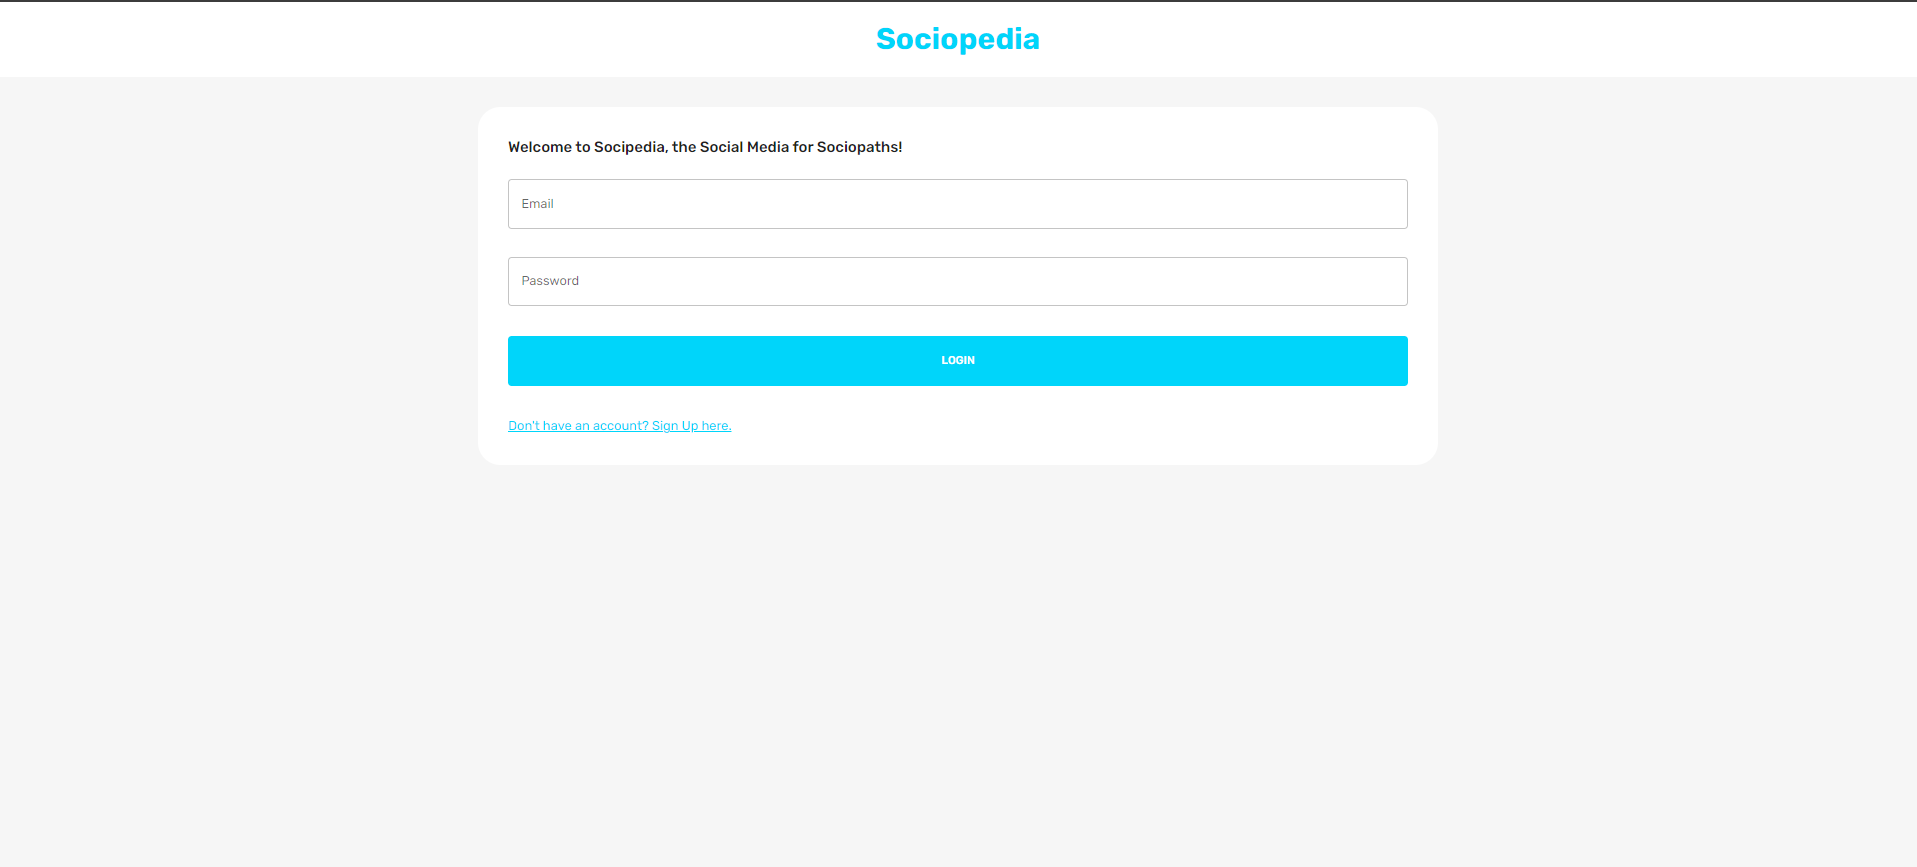 Sociopedia
Welcome to Socipedia, the Social Media for Sociopaths!
Email
Password
LOGIN
Don't have an account? Sign Up here.